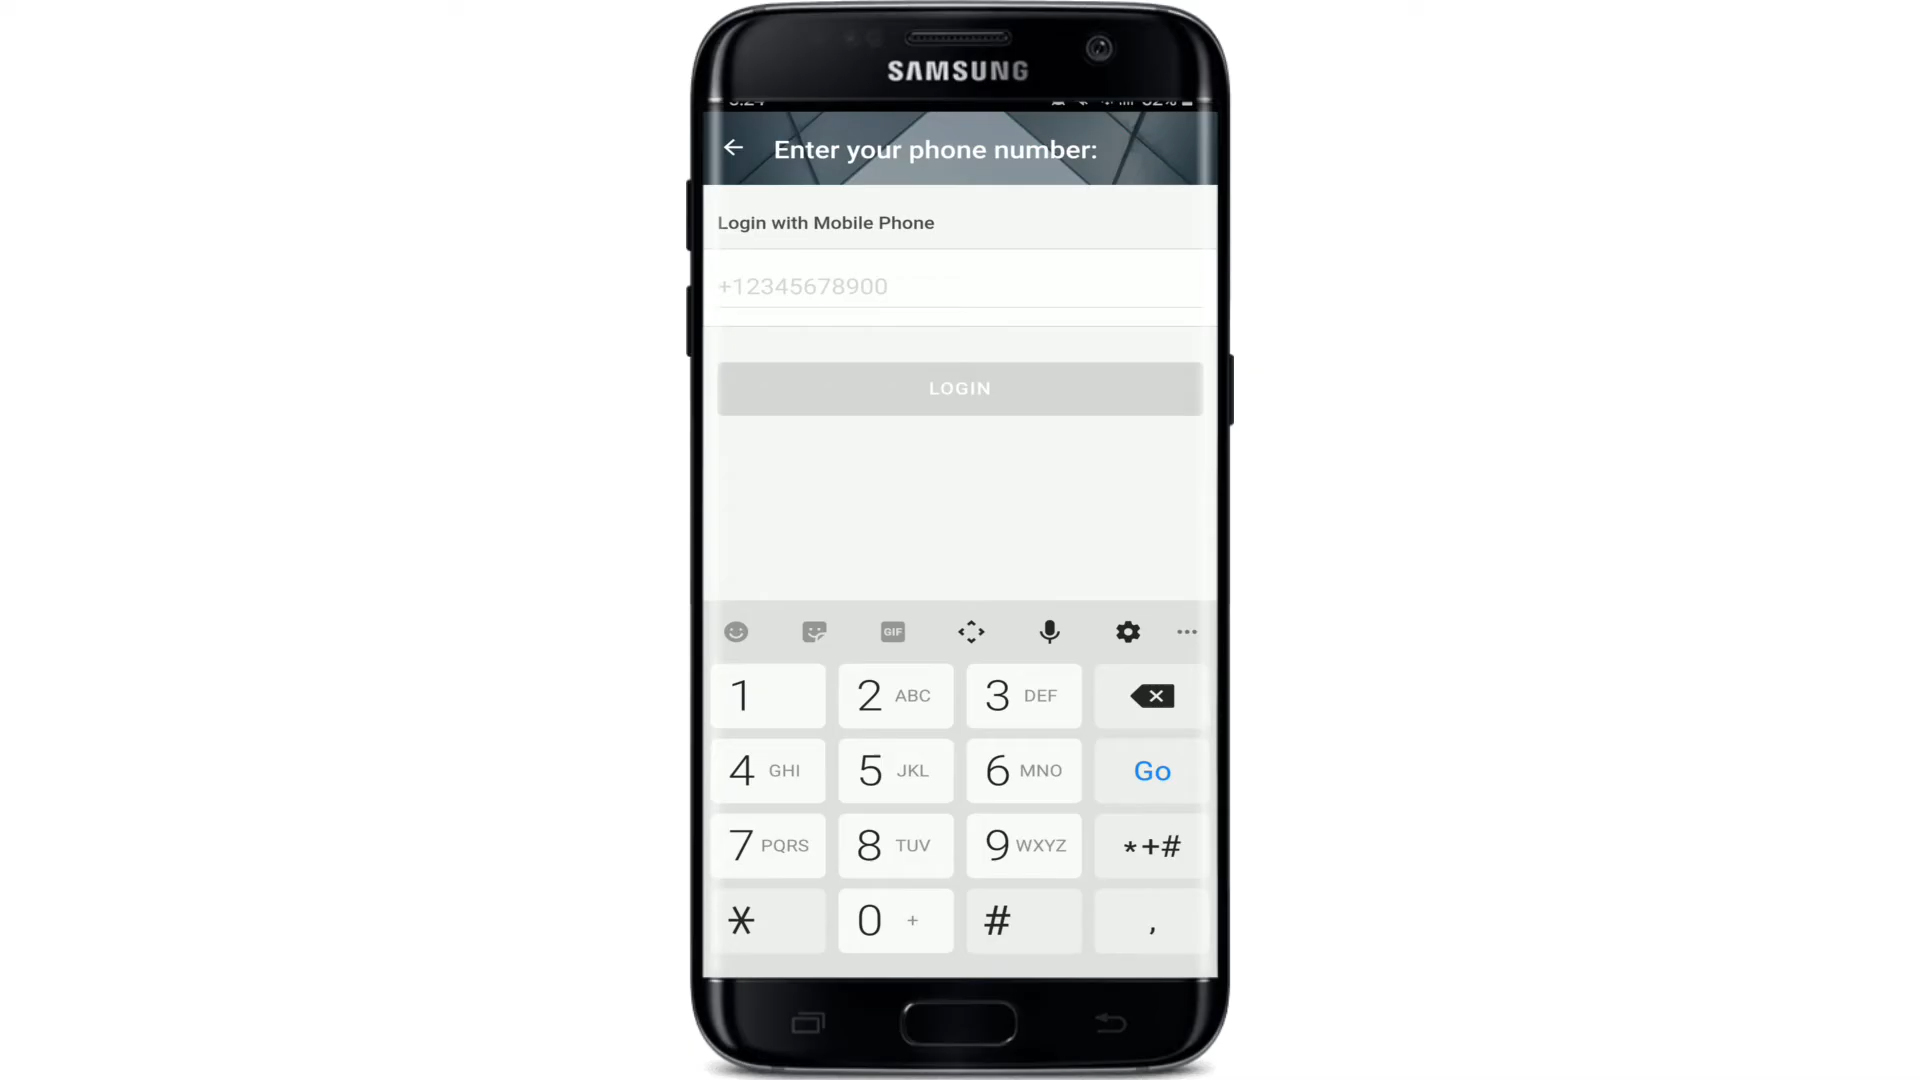 SAMSUNG
Enter your phone number:
Login with Mobile Phone
+12345678900
LOGIN
GIF
1
2 ABC
3 DEF
4 GHI
5 JKL
6 MNO
Go
7 PQRS
8 TUV
9 WXYZ
*+#
*
0 +
#
,